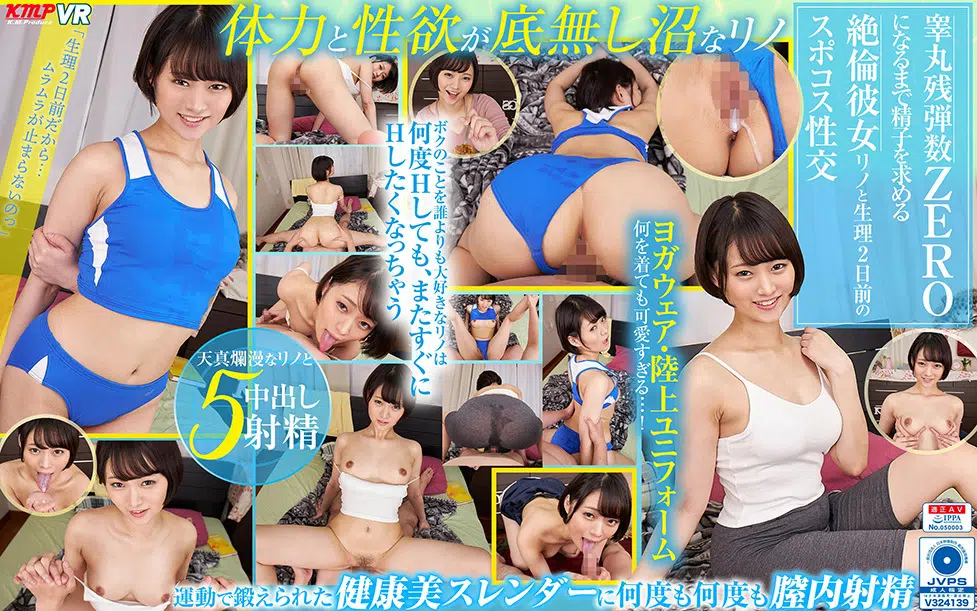 KMP VR
K.M.Produce
体力と性欲が底無し沼なリノ
「生理2日前だから…
ムラムラが止まらないのっ」
睾丸残弾数ZERO
になるまで精子を求める
絶倫彼女リノと生理2日前の
スポコス性交
ボクのことを誰よりも大好きなリノは
何度Hしても、またすぐに
Hしたくなっちゃう
ヨガウェア・陸上ユニフォーム
何を着ても可愛すぎる…！
天真爛漫なリノと
5中出し
射精
運動で鍛えられた健康美スレンダーに何度も何度も膣内射精
適正AV
IPPA
No.050003
JVPS
成人指定
V324138